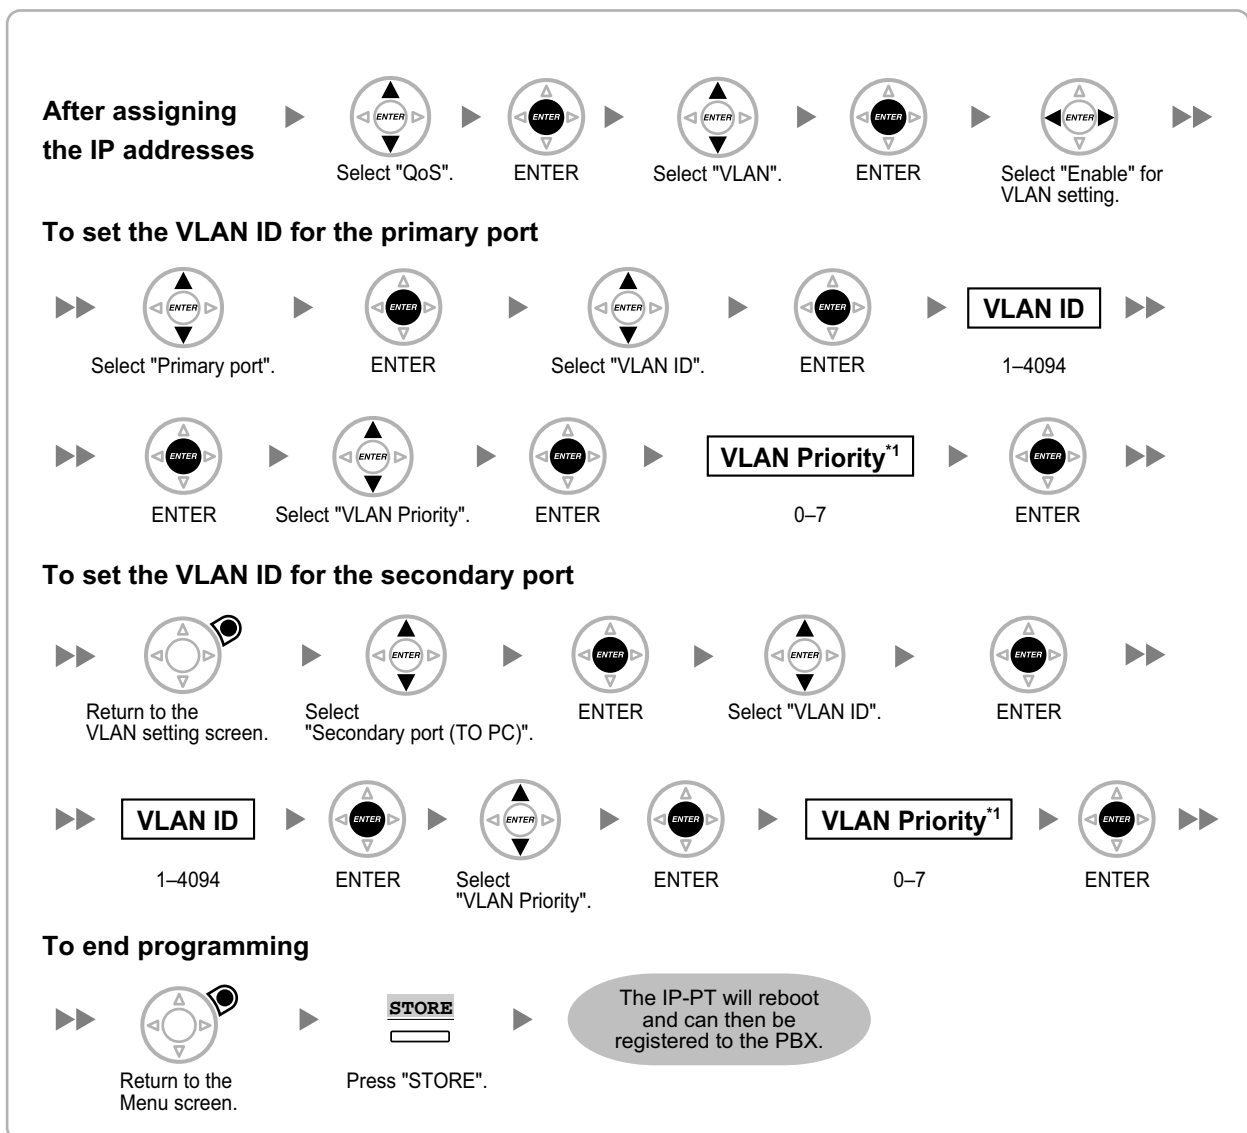 After assigning
the IP addresses
ENTER ENTER ENTER ENTER ENTER
Select "QoS". ENTER Select "VLAN". ENTER Select "Enable" for
VLAN setting.
To set the VLAN ID for the primary port
ENTER ENTER ENTER ENTER VLAN ID
Select "Primary port". ENTER Select "VLAN ID". ENTER 1–4094
ENTER ENTER ENTER VLAN Priority*1 ENTER
ENTER Select "VLAN Priority". ENTER 0–7 ENTER
To set the VLAN ID for the secondary port
ENTER ENTER ENTER ENTER
Return to the
VLAN setting screen.
Select
"Secondary port (TO PC)".
ENTER Select "VLAN ID". ENTER
VLAN ID ENTER ENTER ENTER VLAN Priority*1 ENTER
1–4094 ENTER Select
"VLAN Priority".
ENTER 0–7 ENTER
To end programming
STORE
Return to the
Menu screen.
Press "STORE".
The IP-PT will reboot
and can then be
registered to the PBX.